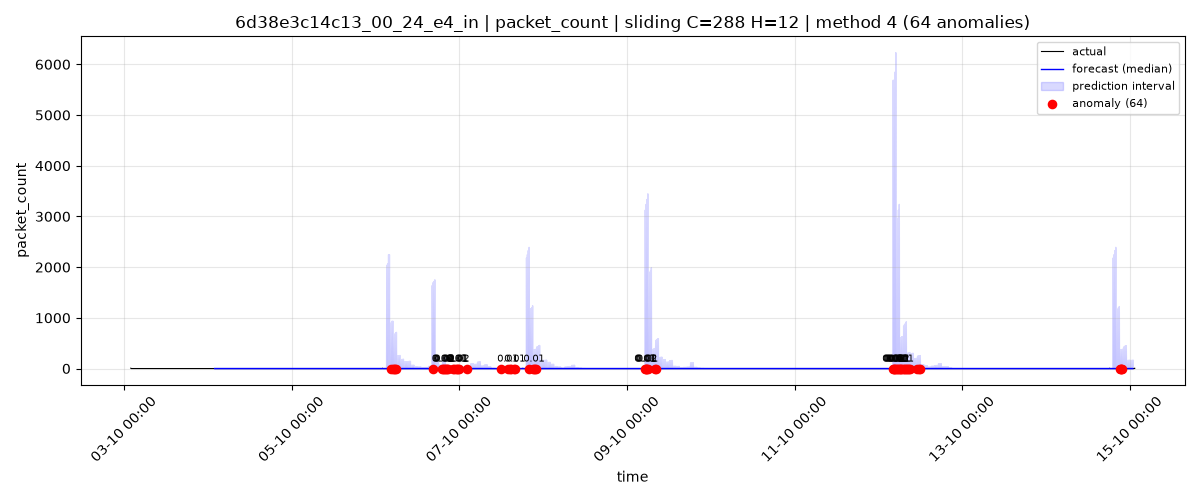 6d38e3c14c13_00_24_e4_in | packet_count | sliding C=288 H=12 | method 4 (64 anomalies)
actual
forecast (median)
prediction interval
anomaly (64)
packet_count
6000
5000
4000
3000
2000
1000
0
03-10 00:00
05-10 00:00
07-10 00:00
09-10 00:00
11-10 00:00
13-10 00:00
15-10 00:00
time